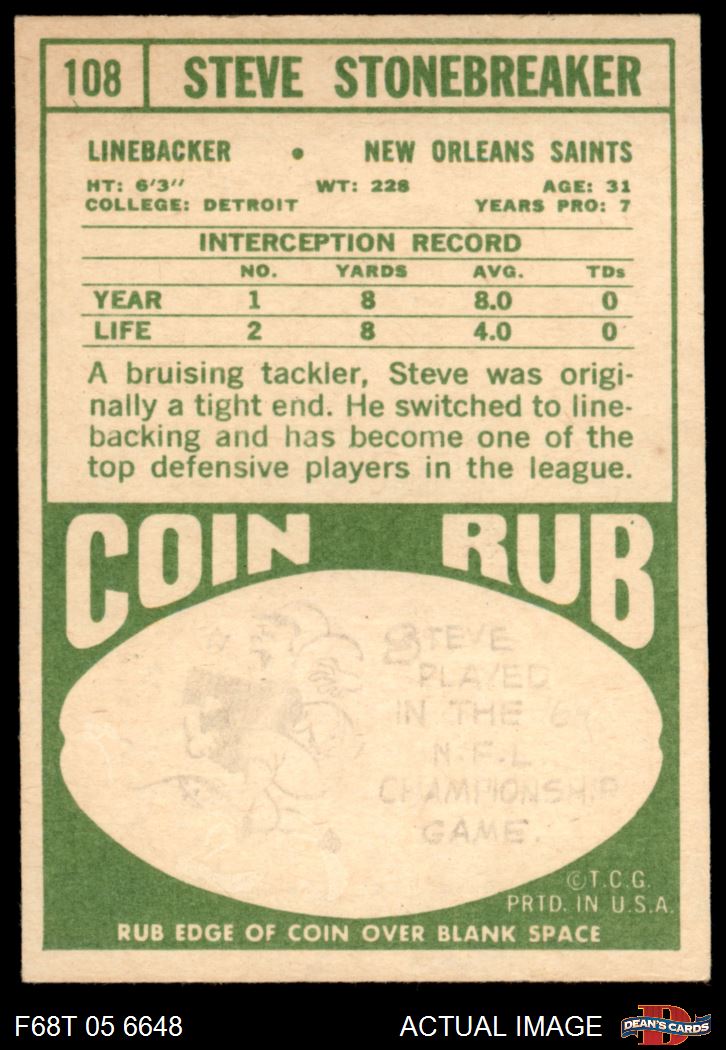 108 STEVE STONEBREAKER
LINEBACKER • NEW ORLEANS SAINTS
HT: 6'3'' WT: 228 AGE: 31
COLLEGE: DETROIT YEARS PRO: 7
INTERCEPTION RECORD
NO. YARDS AVG. TDs
YEAR 1 8 8.0 0
LIFE 2 8 4.0 0
A bruising tackler, Steve was origi-
nally a tight end. He switched to line-
backing and has become one of the
top defensive players in the league.
COIN RUB
STEVE
PLAYED
IN THE '64
N.F.L.
CHAMPIONSHIP
GAME.
©T.C.G.
PRTD. IN U.S.A.
RUB EDGE OF COIN OVER BLANK SPACE
F68T 05 6648 ACTUAL IMAGE
D
DEAN'S CARDS